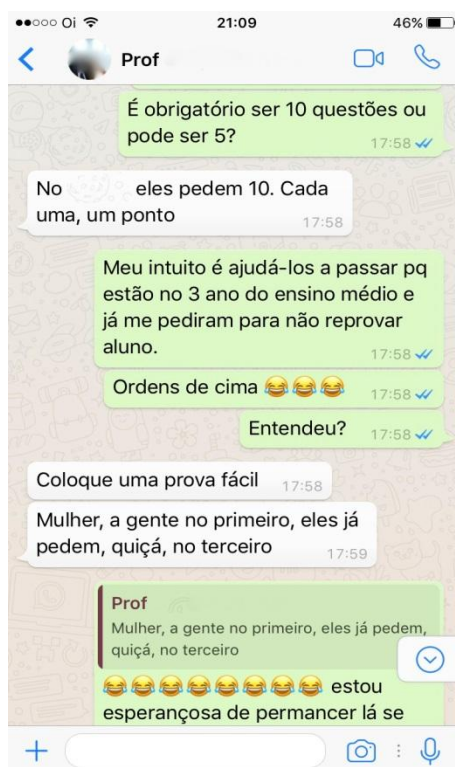 Oi 21:09 46%
Prof
É obrigatório ser 10 questões ou
pode ser 5?
17:58
No eles pedem 10. Cada
uma, um ponto
17:58
Meu intuito é ajudá-los a passar pq
estão no 3 ano do ensino médio e
já me pediram para não reprovar
aluno.
17:58
Ordens de cima 😂😂😂 17:58
Entendeu? 17:58
Coloque uma prova fácil 17:58
Mulher, a gente no primeiro, eles já
pedem, quiçá, no terceiro
17:59
Prof
Mulher, a gente no primeiro, eles já pedem,
quiçá, no terceiro
😂😂😂😂😂😂😂😂😂 estou
esperançosa de permancer lá se